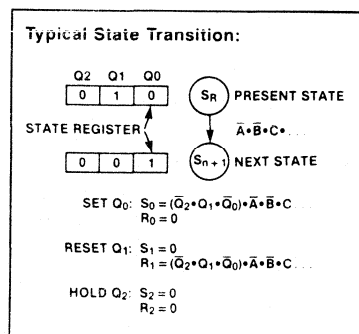 Typical State Transition:
Q2 Q1 Q0
0 1 0
S_R PRESENT STATE
STATE REGISTER
A̅•B̅•C•...
0 0 1
S_{n+1} NEXT STATE
SET Q₀: S₀ = (Q̅₂•Q₁•Q̅₀)•A̅•B̅•C...
R₀ = 0
RESET Q₁: S₁ = 0
R₁ = (Q̅₂•Q₁•Q̅₀)•A̅•B̅•C...
HOLD Q₂: S₂ = 0
R₂ = 0